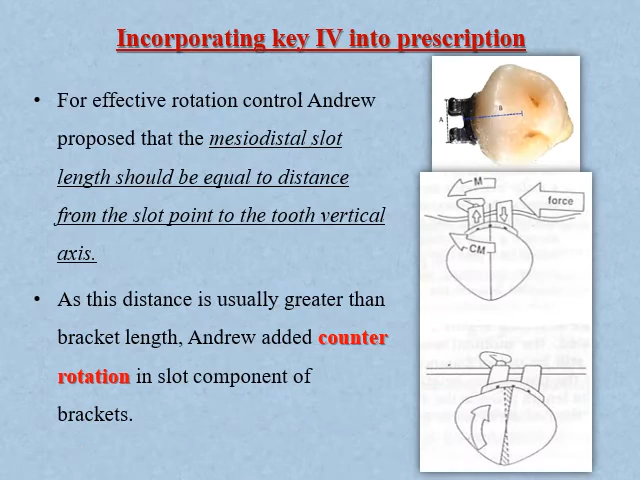 Incorporating key IV into prescription
• For effective rotation control Andrew
proposed that the mesiodistal slot
length should be equal to distance
from the slot point to the tooth vertical
axis.
• As this distance is usually greater than
bracket length, Andrew added counter
rotation in slot component of
brackets.
A
B
M
force
CM